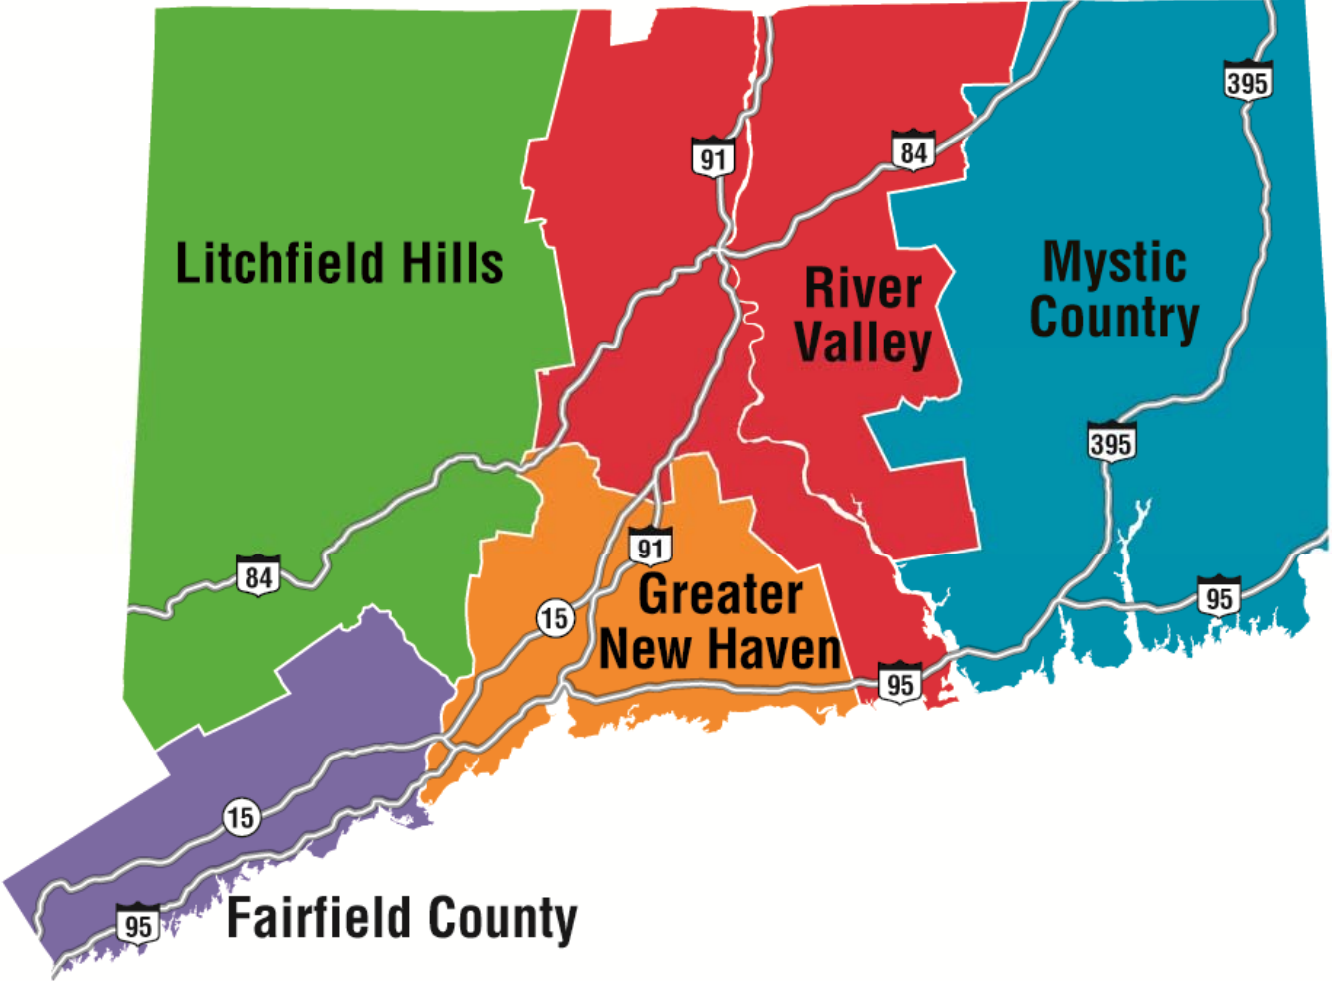 395
91
84
Litchfield Hills
River
Valley
Mystic
Country
395
84
91
15
Greater
New Haven
95
95
15
95
Fairfield County